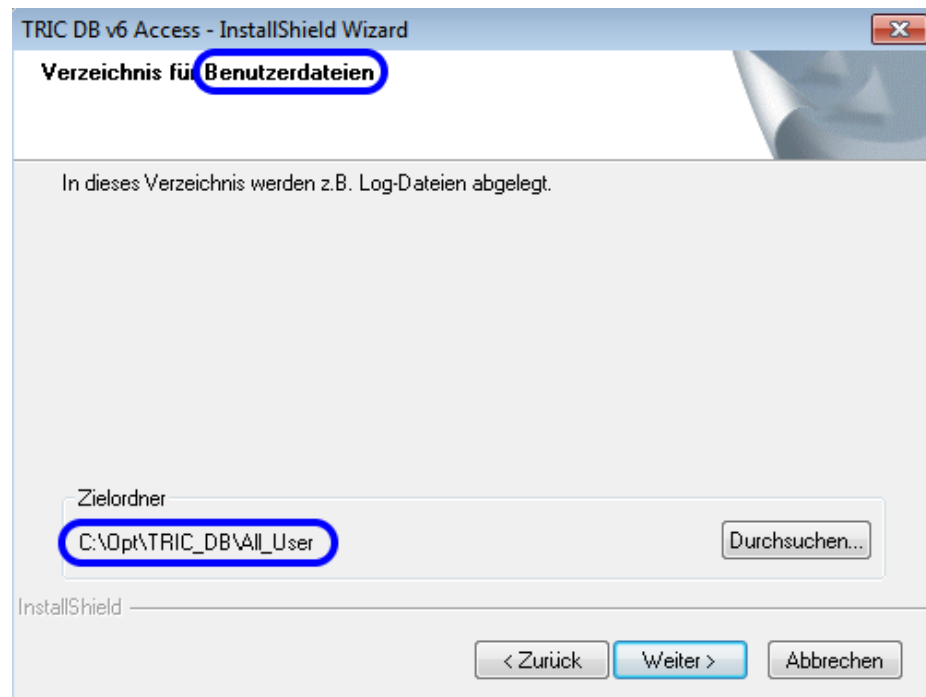 TRIC DB v6 Access - InstallShield Wizard
Verzeichnis für Benutzerdateien
In dieses Verzeichnis werden z.B. Log-Dateien abgelegt.
Zielordner
C:\Opt\TRIC_DB\All_User
Durchsuchen...
InstallShield
< Zurück
Weiter >
Abbrechen